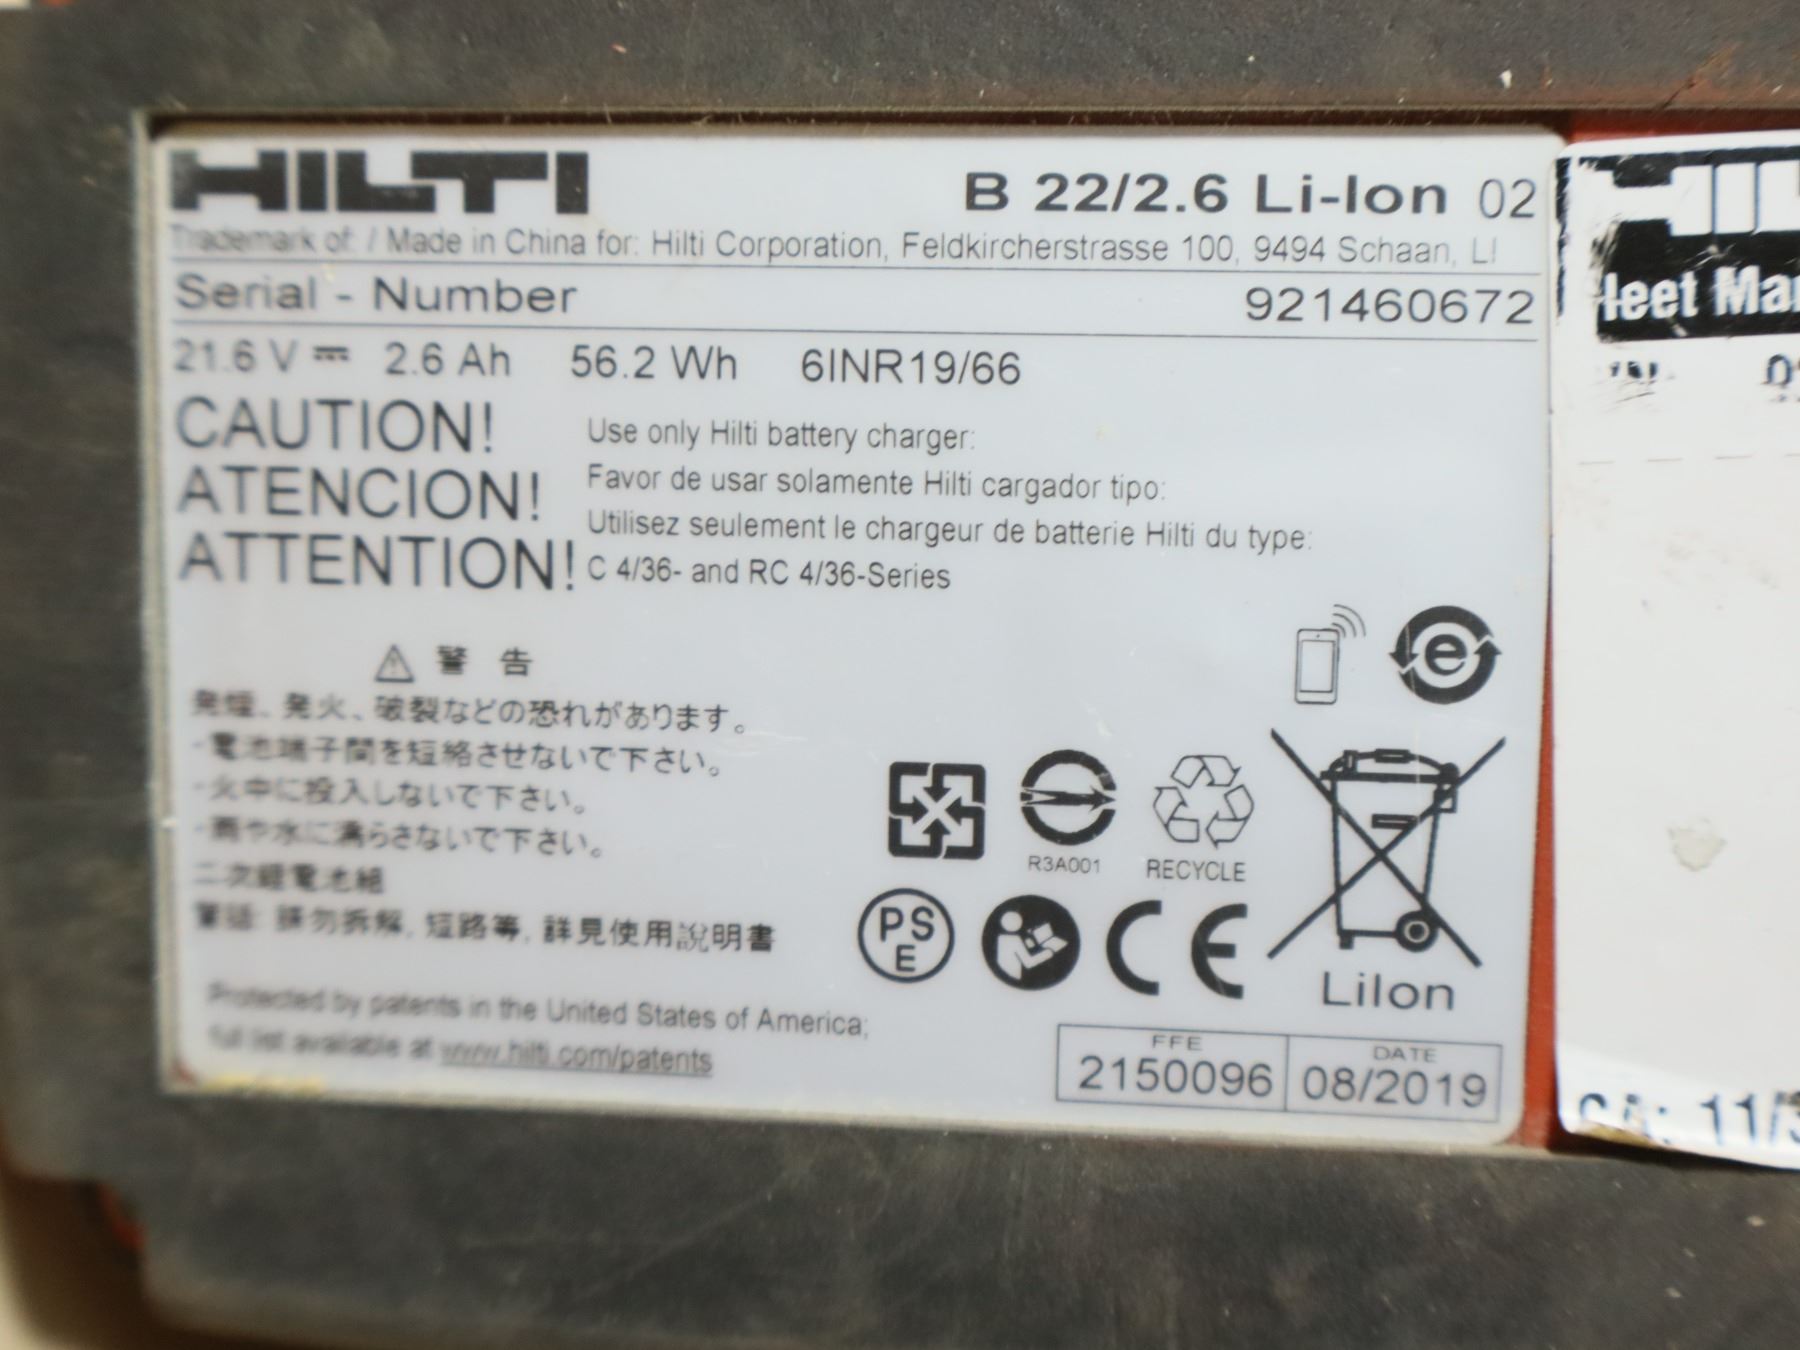 HILTI
B 22/2.6 Li-Ion 02
Trademark of: / Made in China for: Hilti Corporation, Feldkircherstrasse 100, 9494 Schaan, LI
Serial - Number 921460672
21.6 V ⎓ 2.6 Ah 56.2 Wh 6INR19/66
CAUTION!
ATENCION!
ATTENTION!
Use only Hilti battery charger:
Favor de usar solamente Hilti cargador tipo:
Utilisez seulement le chargeur de batterie Hilti du type:
C 4/36- and RC 4/36-Series
⚠ 警 告
発煙、発火、破裂などの恐れがあります。
-電池端子間を短絡させないで下さい。
-火中に投入しないで下さい。
-雨や水に濡らさないで下さい。
二次鋰電池組
警語: 請勿拆解, 短路等, 詳見使用說明書
Protected by patents in the United States of America;
full list available at www.hilti.com/patents
e
R3A001
RECYCLE
PS
E
CE
LiIon
FFE
2150096
DATE
08/2019
HIL
leet Ma
CA: 11/3